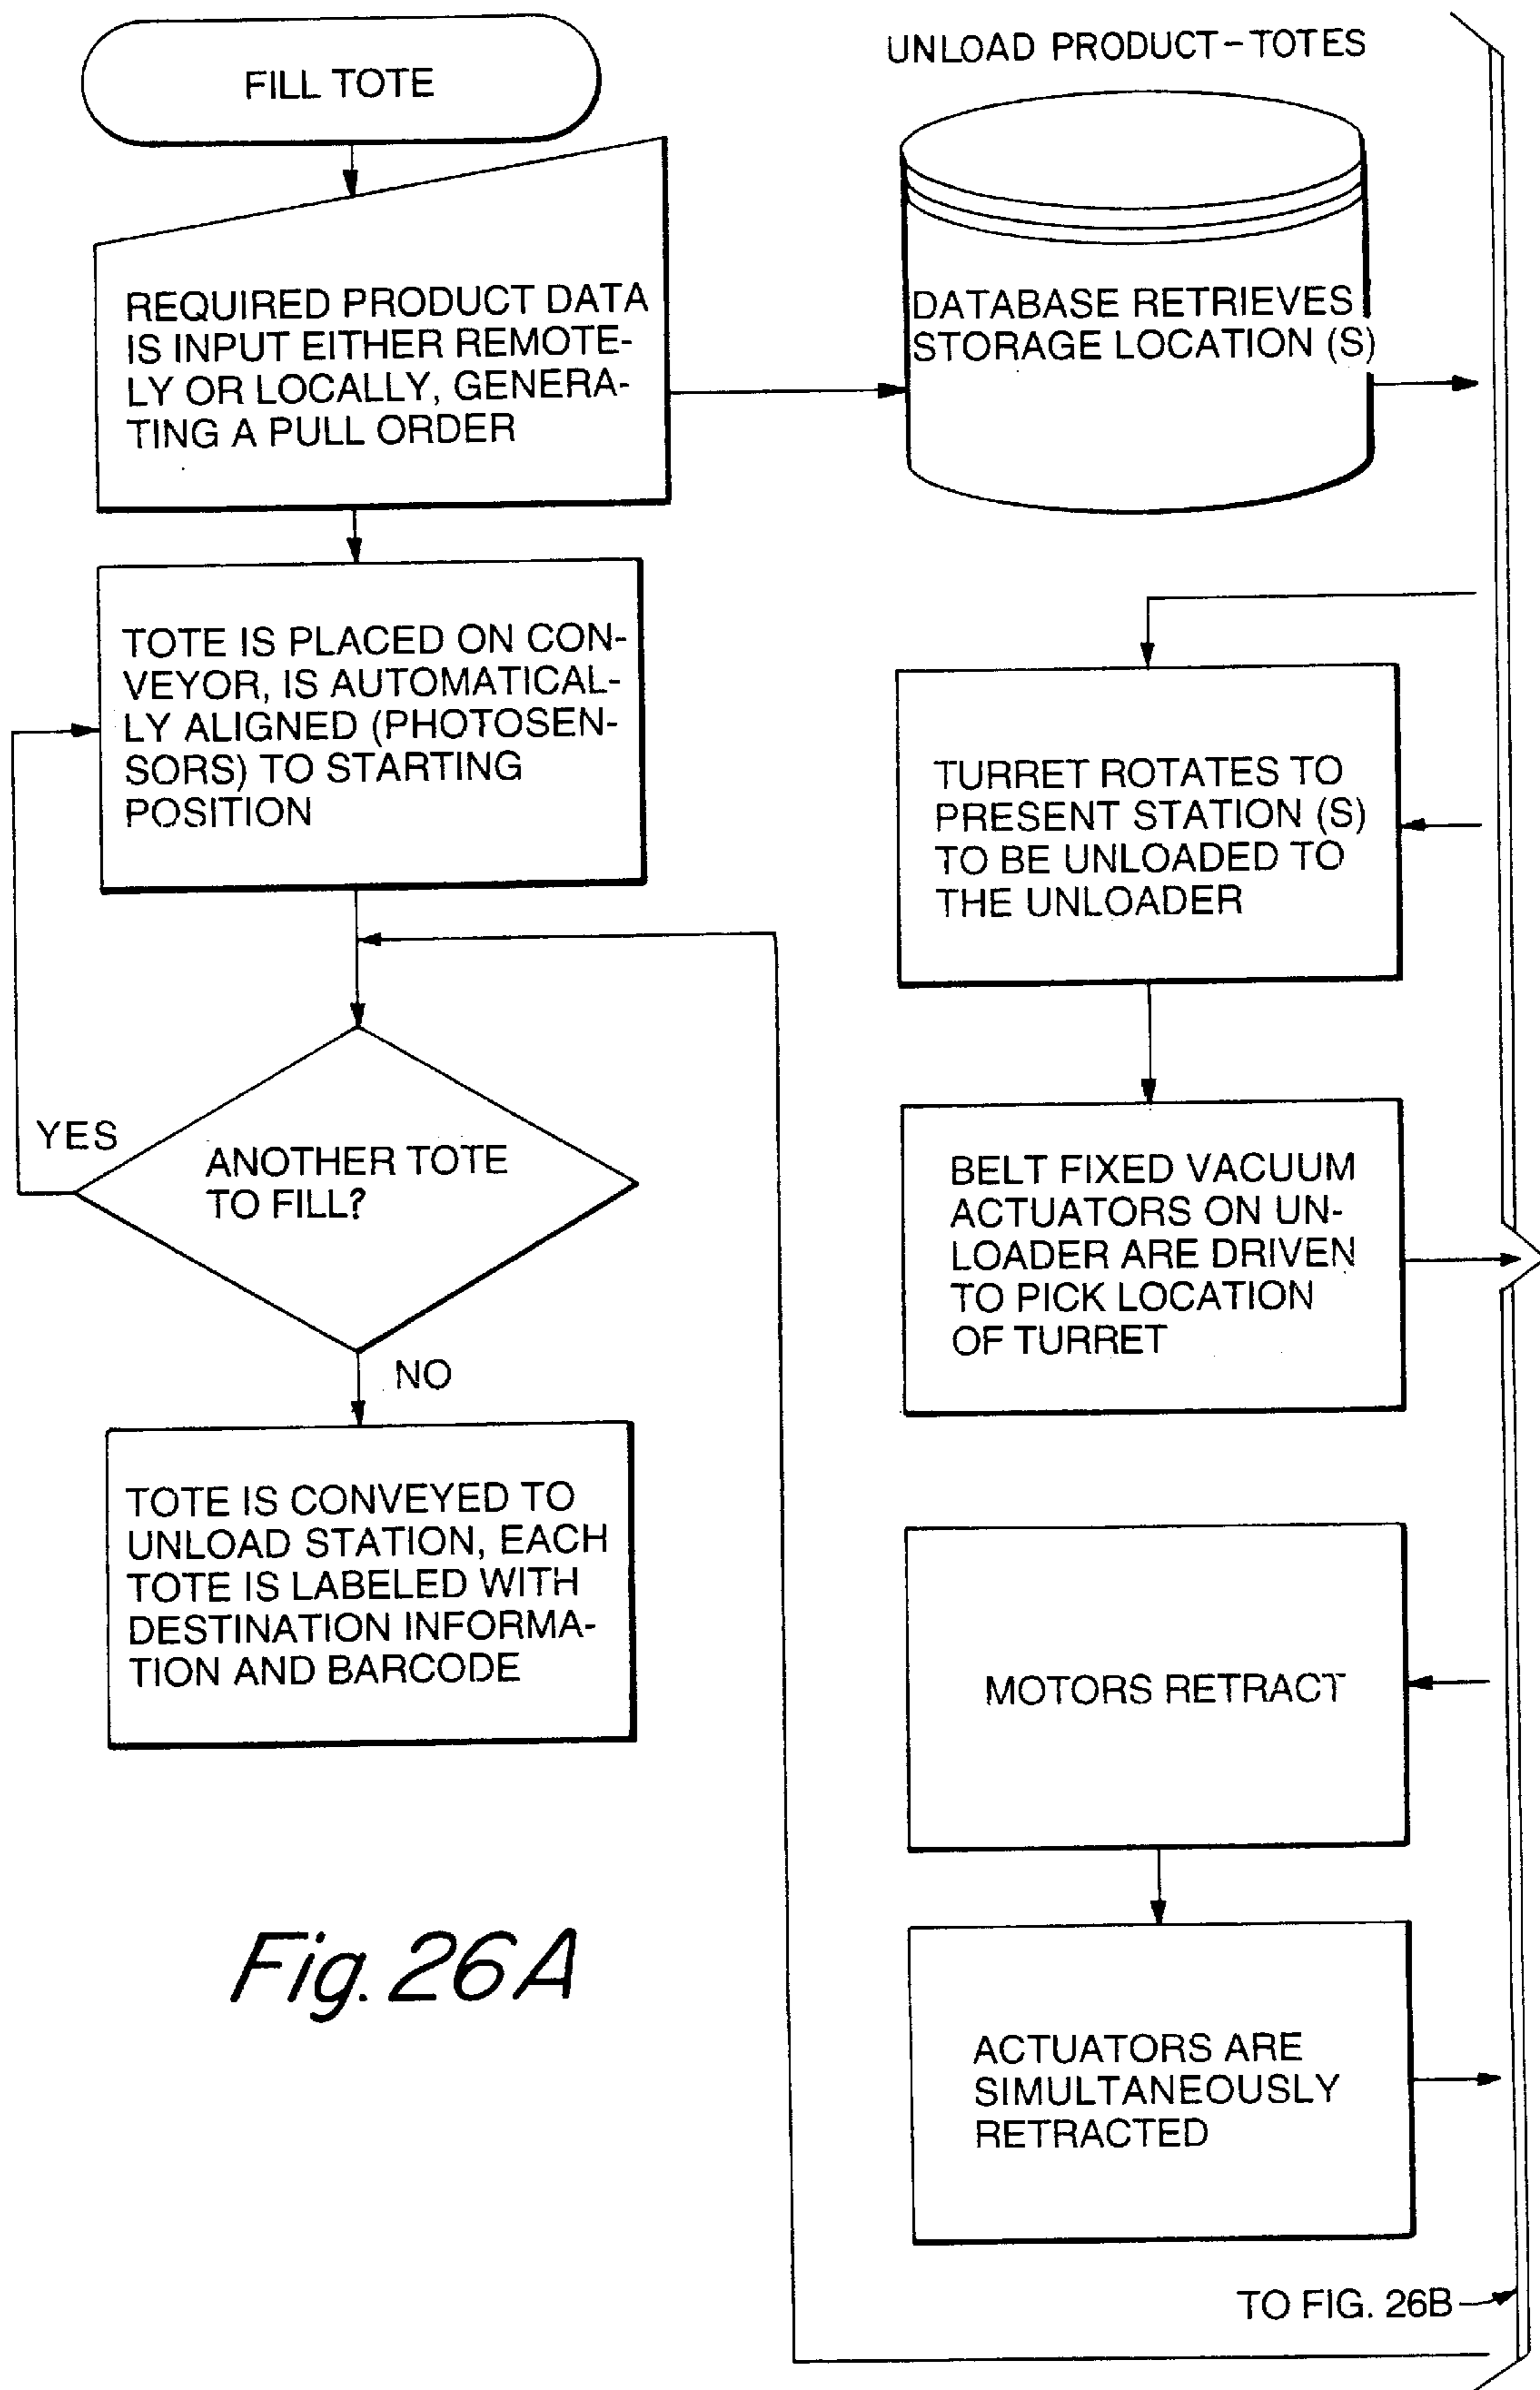 FILL TOTE
REQUIRED PRODUCT DATA
IS INPUT EITHER REMOTE-
LY OR LOCALLY, GENERA-
TING A PULL ORDER
TOTE IS PLACED ON CON-
VEYOR, IS AUTOMATICAL-
LY ALIGNED (PHOTOSEN-
SORS) TO STARTING
POSITION
YES
ANOTHER TOTE
TO FILL?
NO
TOTE IS CONVEYED TO
UNLOAD STATION, EACH
TOTE IS LABELED WITH
DESTINATION INFORMA-
TION AND BARCODE
Fig. 26A
UNLOAD PRODUCT-TOTES
DATABASE RETRIEVES
STORAGE LOCATION (S)
TURRET ROTATES TO
PRESENT STATION (S)
TO BE UNLOADED TO
THE UNLOADER
BELT FIXED VACUUM
ACTUATORS ON UN-
LOADER ARE DRIVEN
TO PICK LOCATION
OF TURRET
MOTORS RETRACT
ACTUATORS ARE
SIMULTANEOUSLY
RETRACTED
TO FIG. 26B